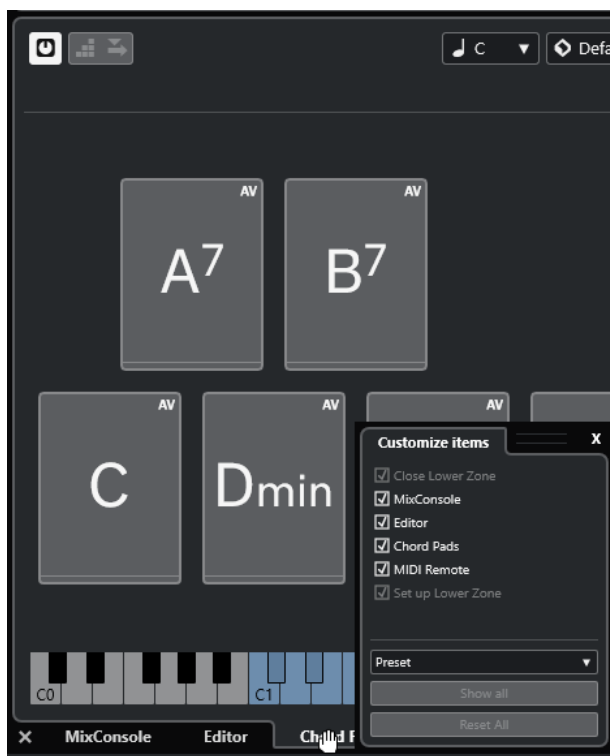 C
AV
AV
A7
B7
AV
AV
AV
C
Dmin
Customize items
X
Close Lower Zone
MixConsole
Editor
Chord Pads
MIDI Remote
Set up Lower Zone
Preset
Show all
Reset All
C0
C1
MixConsole
Editor